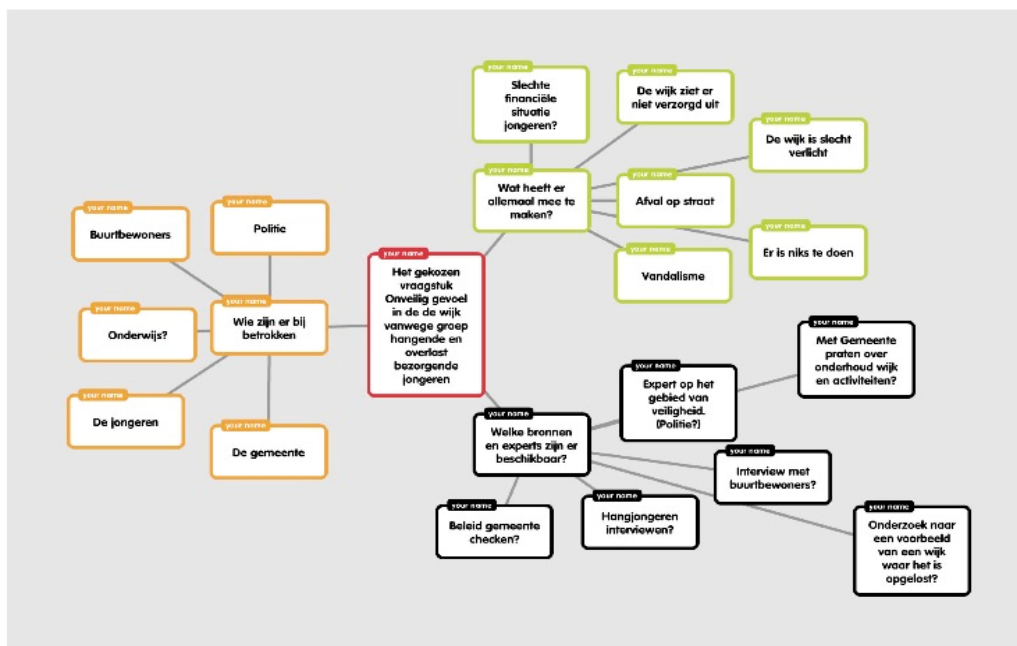 your name
Slechte
financiële
situatie
jongeren?
your name
De wijk ziet er
niet verzorgd uit
your name
De wijk is slecht
verlicht
your name
Wat heeft er
allemaal mee te
maken?
your name
Afval op straat
your name
Er is niks te doen
your name
Vandalisme
your name
Buurtbewoners
your name
Politie
your name
Onderwijs?
your name
Wie zijn er bij
betrokken
your name
De jongeren
your name
De gemeente
your name
Het gekozen
vraagstuk
Onveilig gevoel
in de de wijk
vanwege groep
hangende en
overlast
bezorgende
jongeren
your name
Met Gemeente
praten over
onderhoud wijk
en activiteiten?
your name
Expert op het
gebied van
veiligheid.
(Politie?)
your name
Welke bronnen
en experts zijn er
beschikbaar?
your name
Interview met
buurtbewoners?
your name
Beleid gemeente
checken?
your name
Hangjongeren
interviewen?
your name
Onderzoek naar
een voorbeeld
van een wijk
waar het is
opgelost?